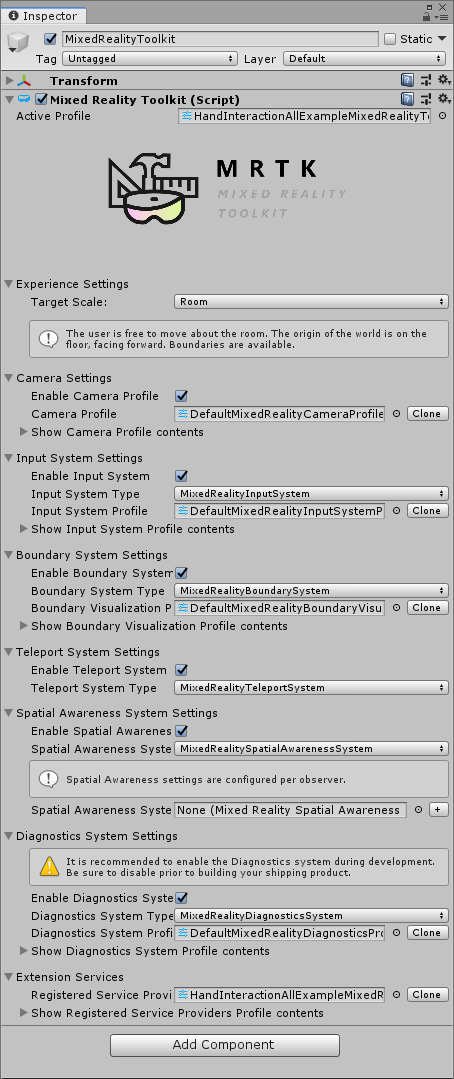 Inspector
MixedRealityToolkit
Static
Tag Untagged Layer Default
Transform
Mixed Reality Toolkit (Script)
Active Profile HandInteractionAllExampleMixedRealityTo
MRTK
MIXED REALITY
TOOLKIT
Experience Settings
Target Scale: Room
The user is free to move about the room. The origin of the world is on the
floor, facing forward. Boundaries are available.
Camera Settings
Enable Camera Profile
Camera Profile DefaultMixedRealityCameraProfile Clone
Show Camera Profile contents
Input System Settings
Enable Input System
Input System Type MixedRealityInputSystem
Input System Profile DefaultMixedRealityInputSystemP Clone
Show Input System Profile contents
Boundary System Settings
Enable Boundary System
Boundary System Type MixedRealityBoundarySystem
Boundary Visualization P DefaultMixedRealityBoundaryVisu Clone
Show Boundary Visualization Profile contents
Teleport System Settings
Enable Teleport System
Teleport System Type MixedRealityTeleportSystem
Spatial Awareness System Settings
Enable Spatial Awarenes
Spatial Awareness Syste MixedRealitySpatialAwarenessSystem
Spatial Awareness settings are configured per observer.
Spatial Awareness Syste None (Mixed Reality Spatial Awareness +
Diagnostics System Settings
It is recommended to enable the Diagnostics system during development.
Be sure to disable prior to building your shipping product.
Enable Diagnostics Syste
Diagnostics System Type MixedRealityDiagnosticsSystem
Diagnostics System Profi DefaultMixedRealityDiagnosticsPro Clone
Show Diagnostics System Profile contents
Extension Services
Registered Service Provi HandInteractionAllExampleMixedR Clone
Show Registered Service Providers Profile contents
Add Component